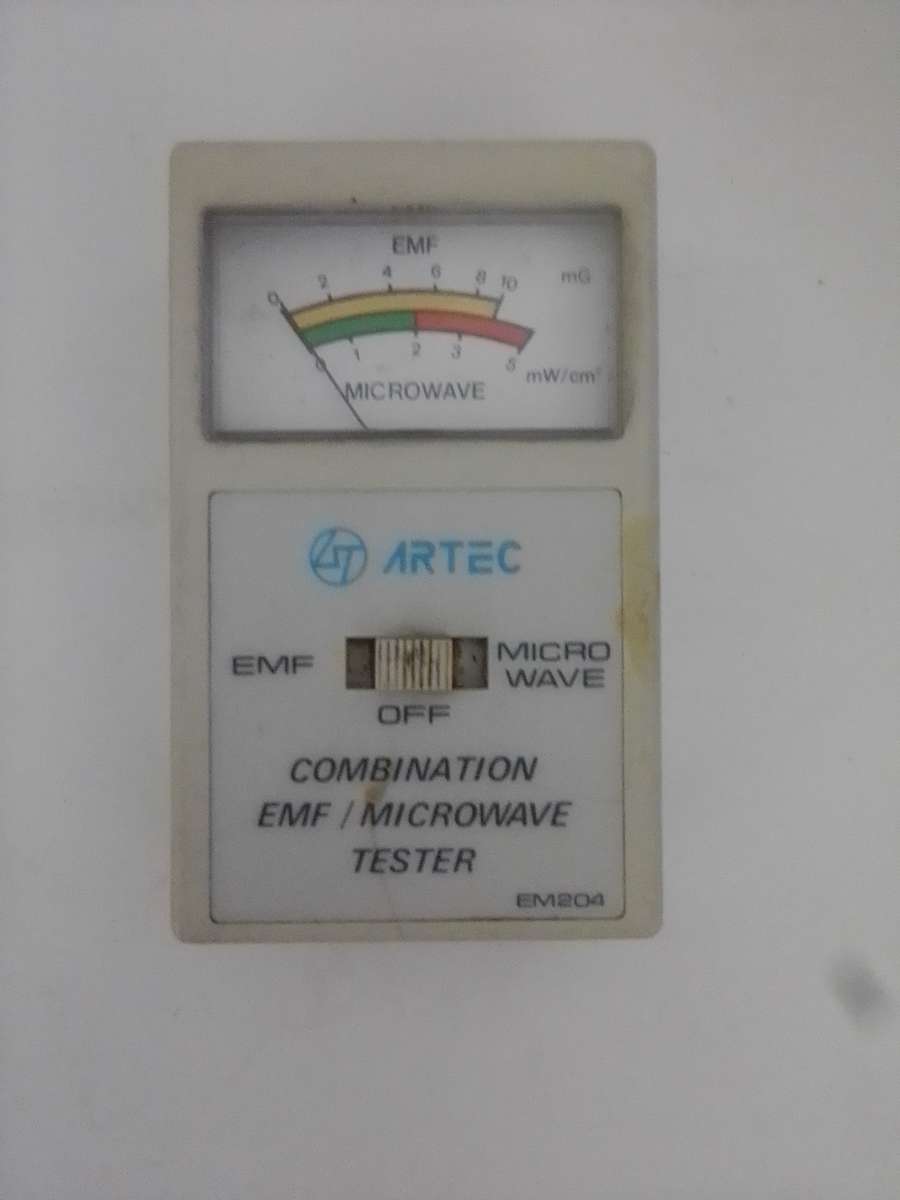 EMF
0 2 4 6 8 10 mG
0 1 2 3 5 mW/cm²
MICROWAVE
ARTEC
EMF
MICRO
WAVE
OFF
COMBINATION
EMF / MICROWAVE
TESTER
EM204